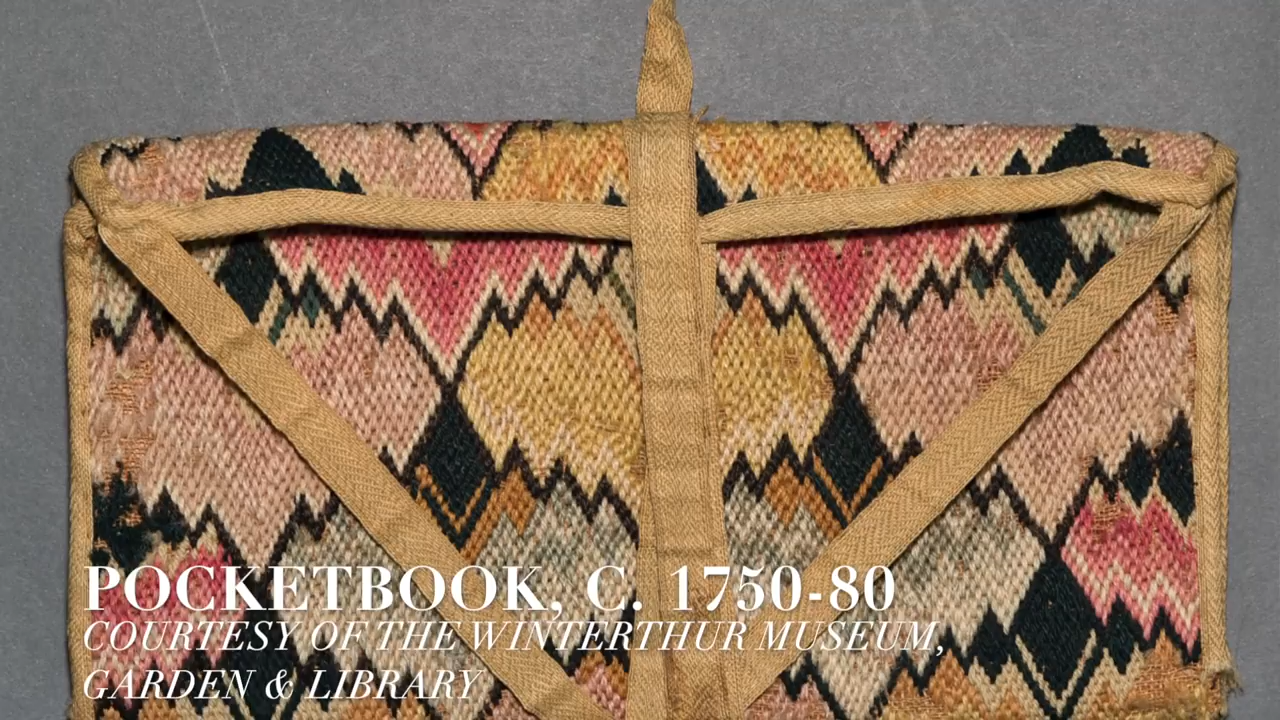 POCKETBOOK, C. 1750-80
COURTESY OF THE WINTERTHUR MUSEUM,
GARDEN & LIBRARY